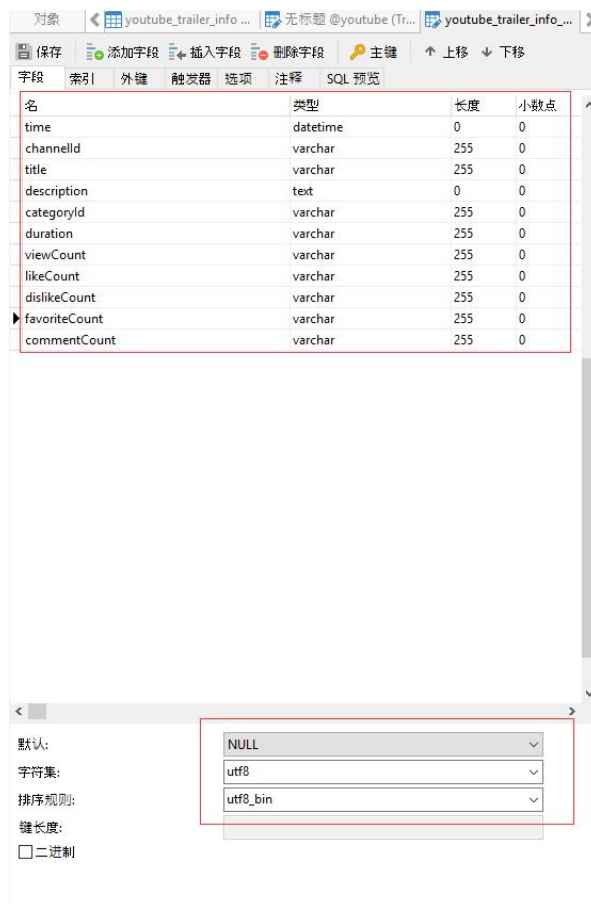 对象 youtube_trailer_info ... 无标题 @youtube (Tr... youtube_trailer_info_...
保存 添加字段 插入字段 删除字段 主键 上移 下移
字段 索引 外键 触发器 选项 注释 SQL 预览
名 类型 长度 小数点
time datetime 0 0
channelId varchar 255 0
title varchar 255 0
description text 0 0
categoryId varchar 255 0
duration varchar 255 0
viewCount varchar 255 0
likeCount varchar 255 0
dislikeCount varchar 255 0
favoriteCount varchar 255 0
commentCount varchar 255 0
默认: NULL
字符集: utf8
排序规则: utf8_bin
键长度:
二进制